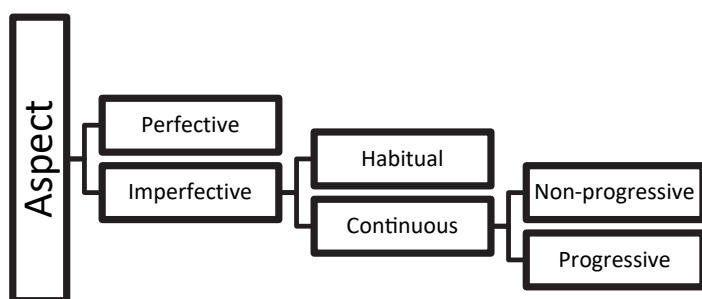 Aspect
Perfective
Imperfective
Habitual
Continuous
Non-progressive
Progressive